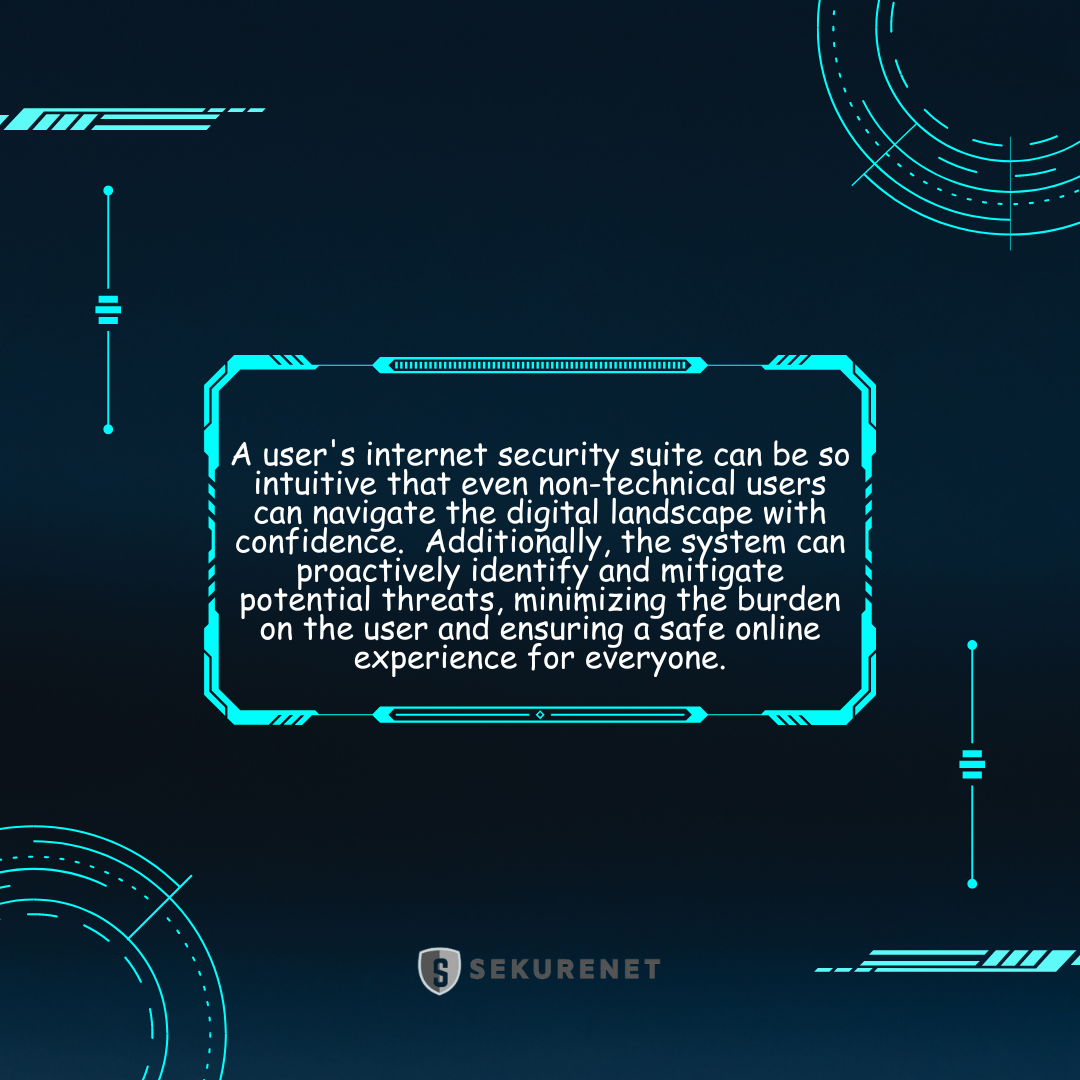 A user's internet security suite can be so
intuitive that even non-technical users
can navigate the digital landscape with
confidence.  Additionally, the system can
proactively identify and mitigate
potential threats, minimizing the burden
on the user and ensuring a safe online
experience for everyone.
S SEKURENET